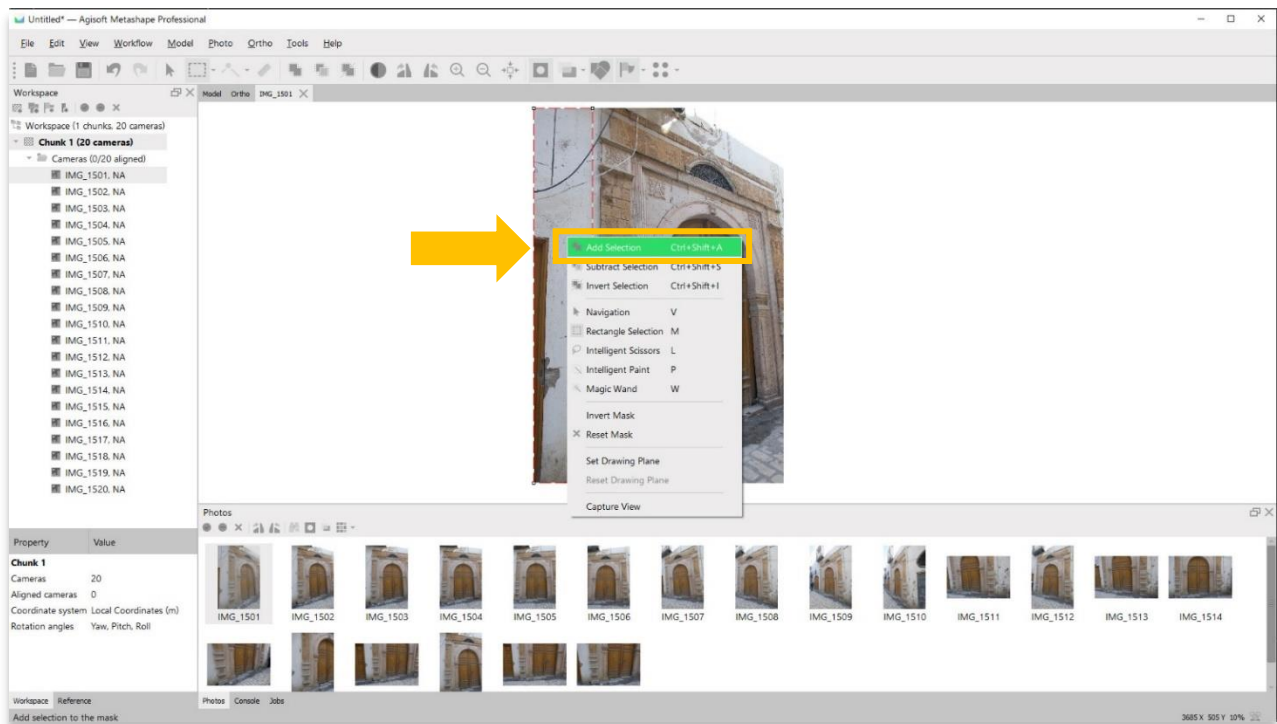 Untitled* — Agisoft Metashape Professional
File Edit View Workflow Model Photo Ortho Tools Help
Workspace
Model Ortho IMG_1501
Workspace (1 chunks, 20 cameras)
Chunk 1 (20 cameras)
Cameras (0/20 aligned)
IMG_1501, NA
IMG_1502, NA
IMG_1503, NA
IMG_1504, NA
IMG_1505, NA
IMG_1506, NA
IMG_1507, NA
IMG_1508, NA
IMG_1509, NA
IMG_1510, NA
IMG_1511, NA
IMG_1512, NA
IMG_1513, NA
IMG_1514, NA
IMG_1515, NA
IMG_1516, NA
IMG_1517, NA
IMG_1518, NA
IMG_1519, NA
IMG_1520, NA
Add Selection Ctrl+Shift+A
Subtract Selection Ctrl+Shift+S
Invert Selection Ctrl+Shift+I
Navigation V
Rectangle Selection M
Intelligent Scissors L
Intelligent Paint P
Magic Wand W
Invert Mask
Reset Mask
Set Drawing Plane
Reset Drawing Plane
Capture View
Property Value
Chunk 1
Cameras 20
Aligned cameras 0
Coordinate system Local Coordinates (m)
Rotation angles Yaw, Pitch, Roll
Photos
IMG_1501 IMG_1502 IMG_1503 IMG_1504 IMG_1505 IMG_1506 IMG_1507 IMG_1508 IMG_1509 IMG_1510 IMG_1511 IMG_1512 IMG_1513 IMG_1514
Workspace Reference
Photos Console Jobs
Add selection to the mask
3685 X 505 Y 10%